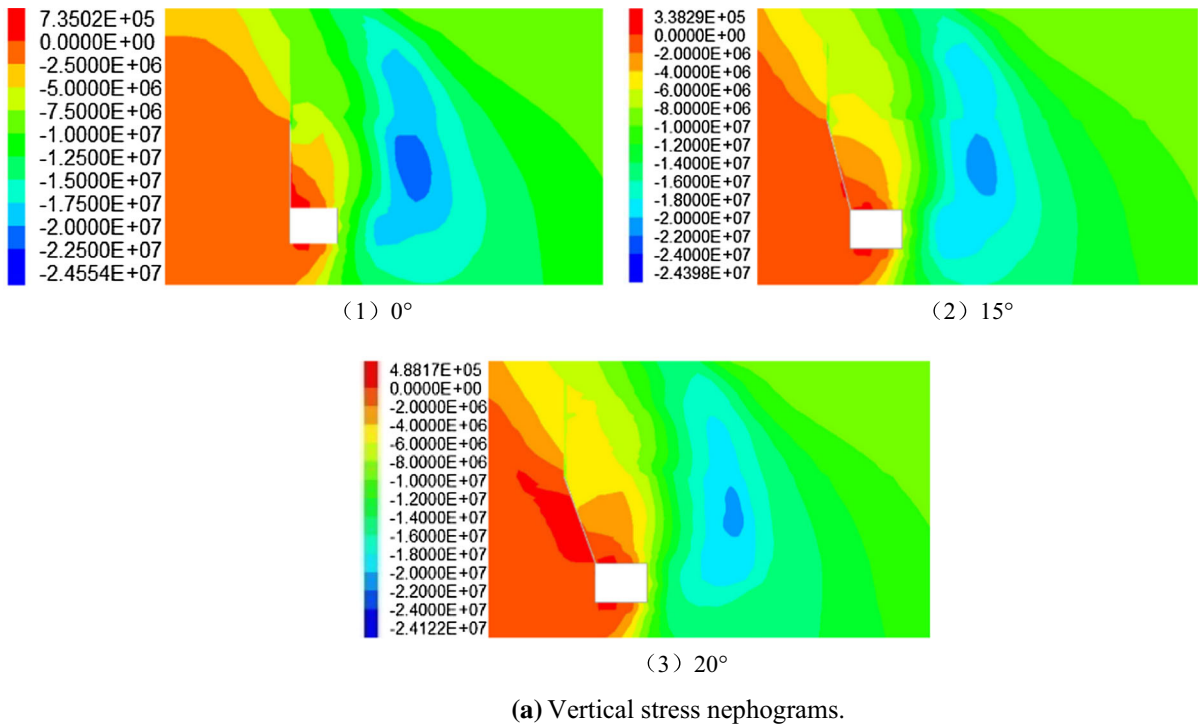 7.3502E+05
0.0000E+00
-2.5000E+06
-5.0000E+06
-7.5000E+06
-1.0000E+07
-1.2500E+07
-1.5000E+07
-1.7500E+07
-2.0000E+07
-2.2500E+07
-2.4554E+07
（1）0°
3.3829E+05
0.0000E+00
-2.0000E+06
-4.0000E+06
-6.0000E+06
-8.0000E+06
-1.0000E+07
-1.2000E+07
-1.4000E+07
-1.6000E+07
-1.8000E+07
-2.0000E+07
-2.2000E+07
-2.4000E+07
-2.4398E+07
（2）15°
4.8817E+05
0.0000E+00
-2.0000E+06
-4.0000E+06
-6.0000E+06
-8.0000E+06
-1.0000E+07
-1.2000E+07
-1.4000E+07
-1.6000E+07
-1.8000E+07
-2.0000E+07
-2.2000E+07
-2.4000E+07
-2.4122E+07
（3）20°
(a) Vertical stress nephograms.